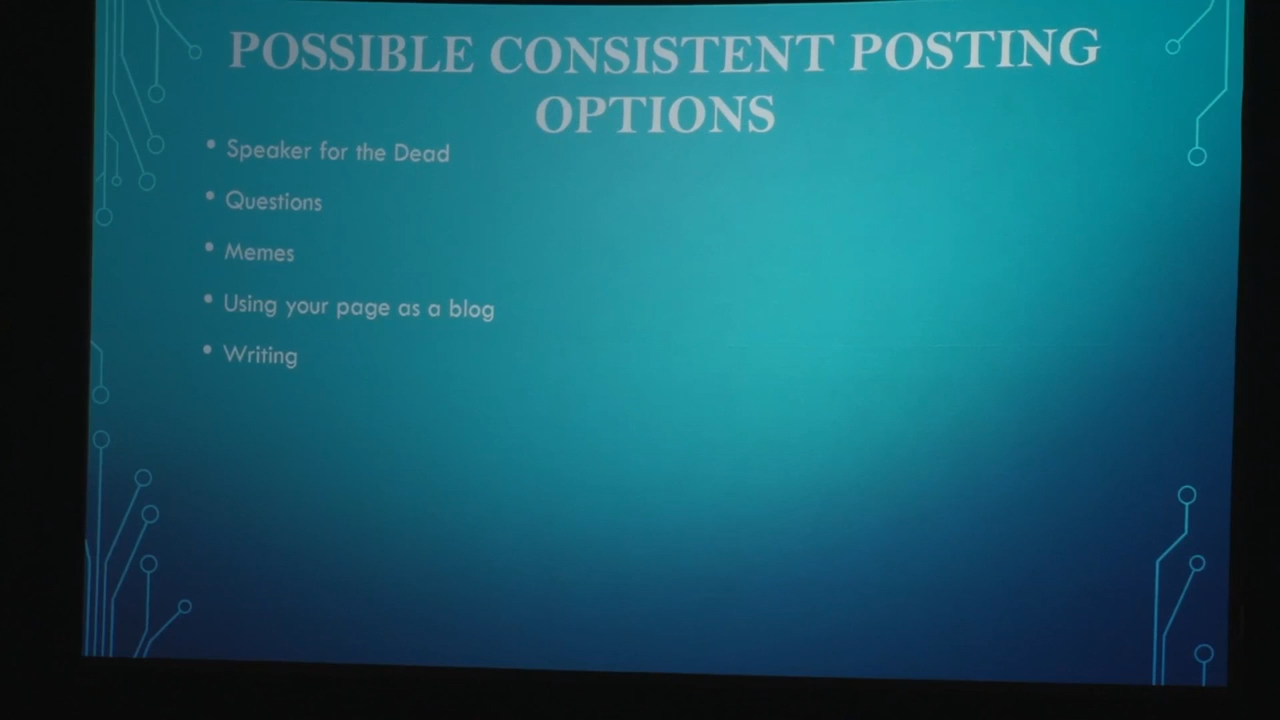 POSSIBLE CONSISTENT POSTING
OPTIONS
• Speaker for the Dead
• Questions
• Memes
• Using your page as a blog
• Writing